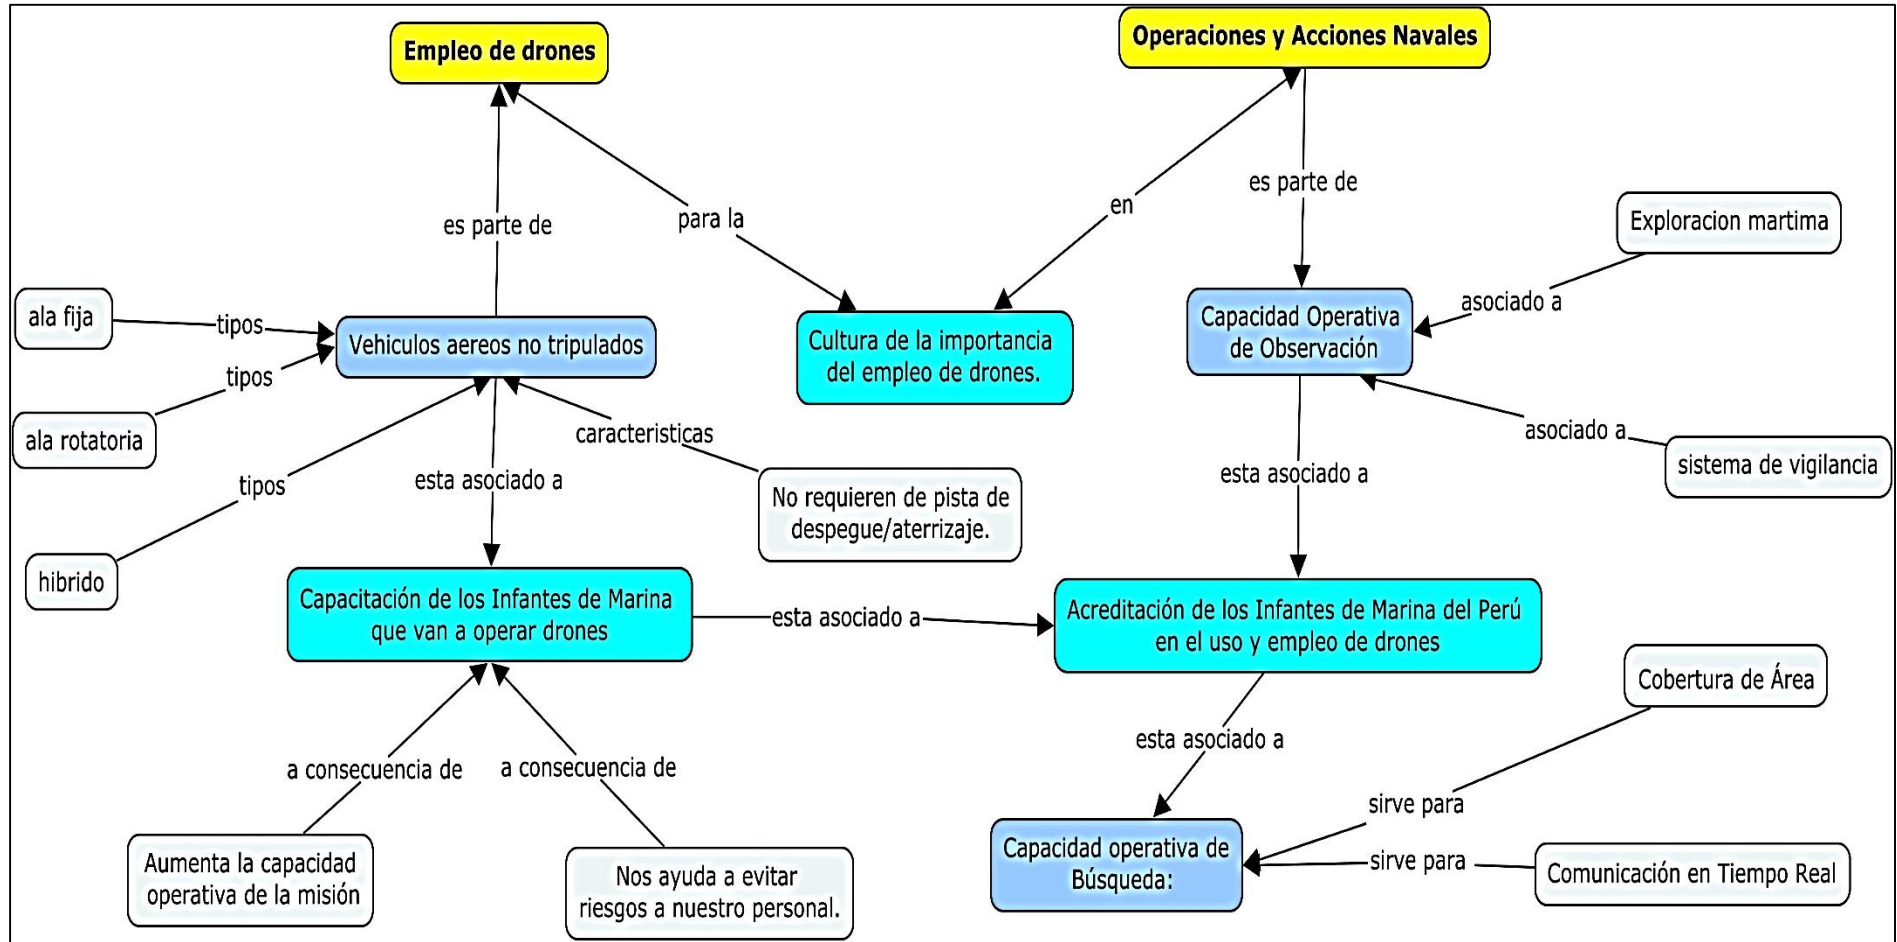 Empleo de drones
Operaciones y Acciones Navales
es parte de
para la
en
es parte de
Exploracion martima
asociado a
ala fija
tipos
Vehiculos aereos no tripulados
Cultura de la importancia
del empleo de drones.
Capacidad Operativa
de Observación
tipos
ala rotatoria
caracteristicas
asociado a
sistema de vigilancia
tipos
esta asociado a
esta asociado a
No requieren de pista de
despegue/aterrizaje.
hibrido
Capacitación de los Infantes de Marina
que van a operar drones
esta asociado a
Acreditación de los Infantes de Marina del Perú
en el uso y empleo de drones
Cobertura de Área
esta asociado a
a consecuencia de
a consecuencia de
sirve para
Aumenta la capacidad
operativa de la misión
Nos ayuda a evitar
riesgos a nuestro personal.
Capacidad operativa de
Búsqueda:
sirve para
Comunicación en Tiempo Real